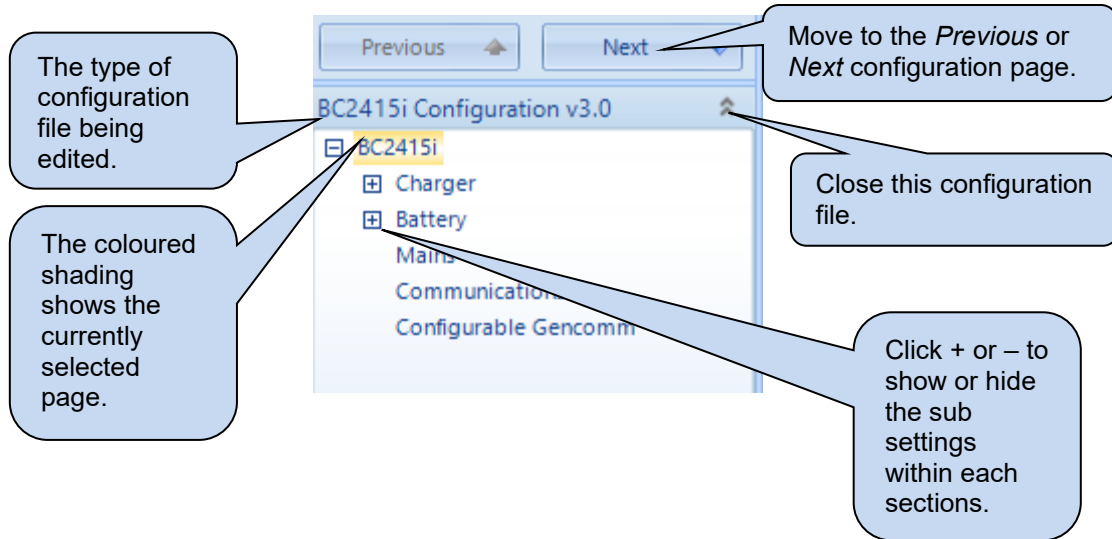 The type of
configuration
file being
edited.
Previous
Next
Move to the Previous or
Next configuration page.
BC2415i Configuration v3.0
BC2415i
Charger
Battery
Mains
Communications
Configurable Gencomm
Close this configuration
file.
The coloured
shading
shows the
currently
selected
page.
Click + or – to
show or hide
the sub
settings
within each
sections.